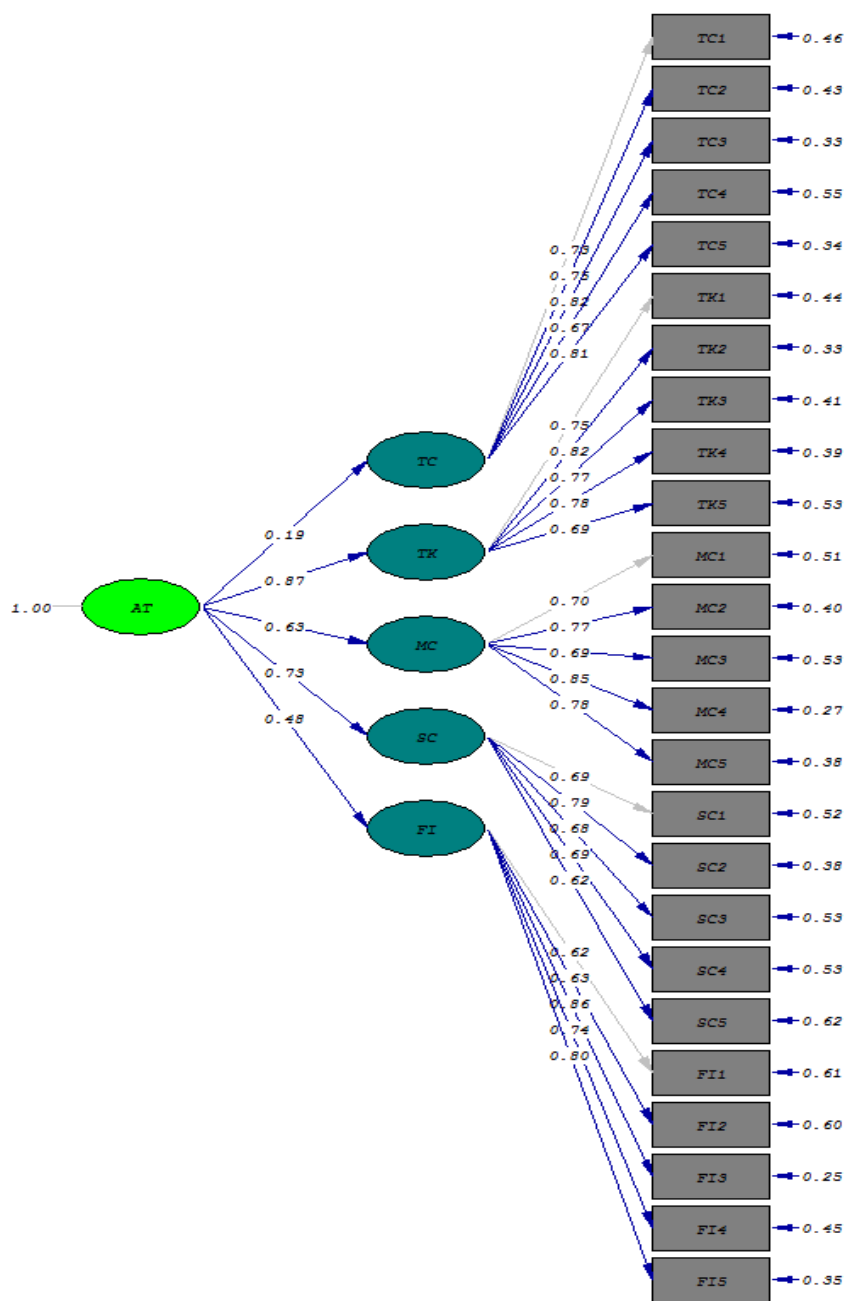 TC1 0.46
TC2 0.43
TC3 0.33
TC4 0.55
TC5 0.34
0.73
0.75
0.82
0.67
0.81
TK1 0.44
TK2 0.33
TK3 0.41
TK4 0.39
TK5 0.53
0.75
0.82
0.77
0.78
0.69
TC
TK
MC
SC
FI
0.19
0.87
0.63
0.73
0.48
1.00 AT
MC1 0.51
MC2 0.40
MC3 0.53
MC4 0.27
MC5 0.38
0.70
0.77
0.69
0.85
0.78
SC1 0.52
SC2 0.38
SC3 0.53
SC4 0.53
SC5 0.62
0.69
0.79
0.68
0.69
0.62
FI1 0.61
FI2 0.60
FI3 0.25
FI4 0.45
FI5 0.35
0.62
0.63
0.86
0.74
0.80